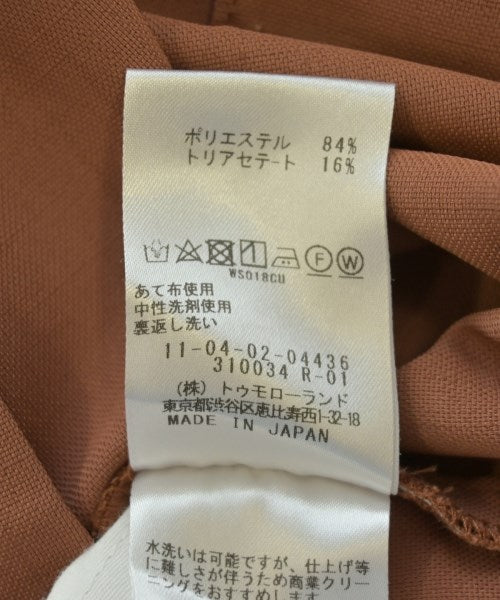 ポリエステル 84%
トリアセテート 16%
F W
WS018CU
あて布使用
中性洗剤使用
裏返し洗い
11-04-02-04436
310034 R-01
(株) トゥモローランド
東京都渋谷区恵比寿西1-32-18
MADE IN JAPAN
水洗いは可能ですが、仕上げ等
に難しさが伴うため商業クリー
ニングをおすすめします